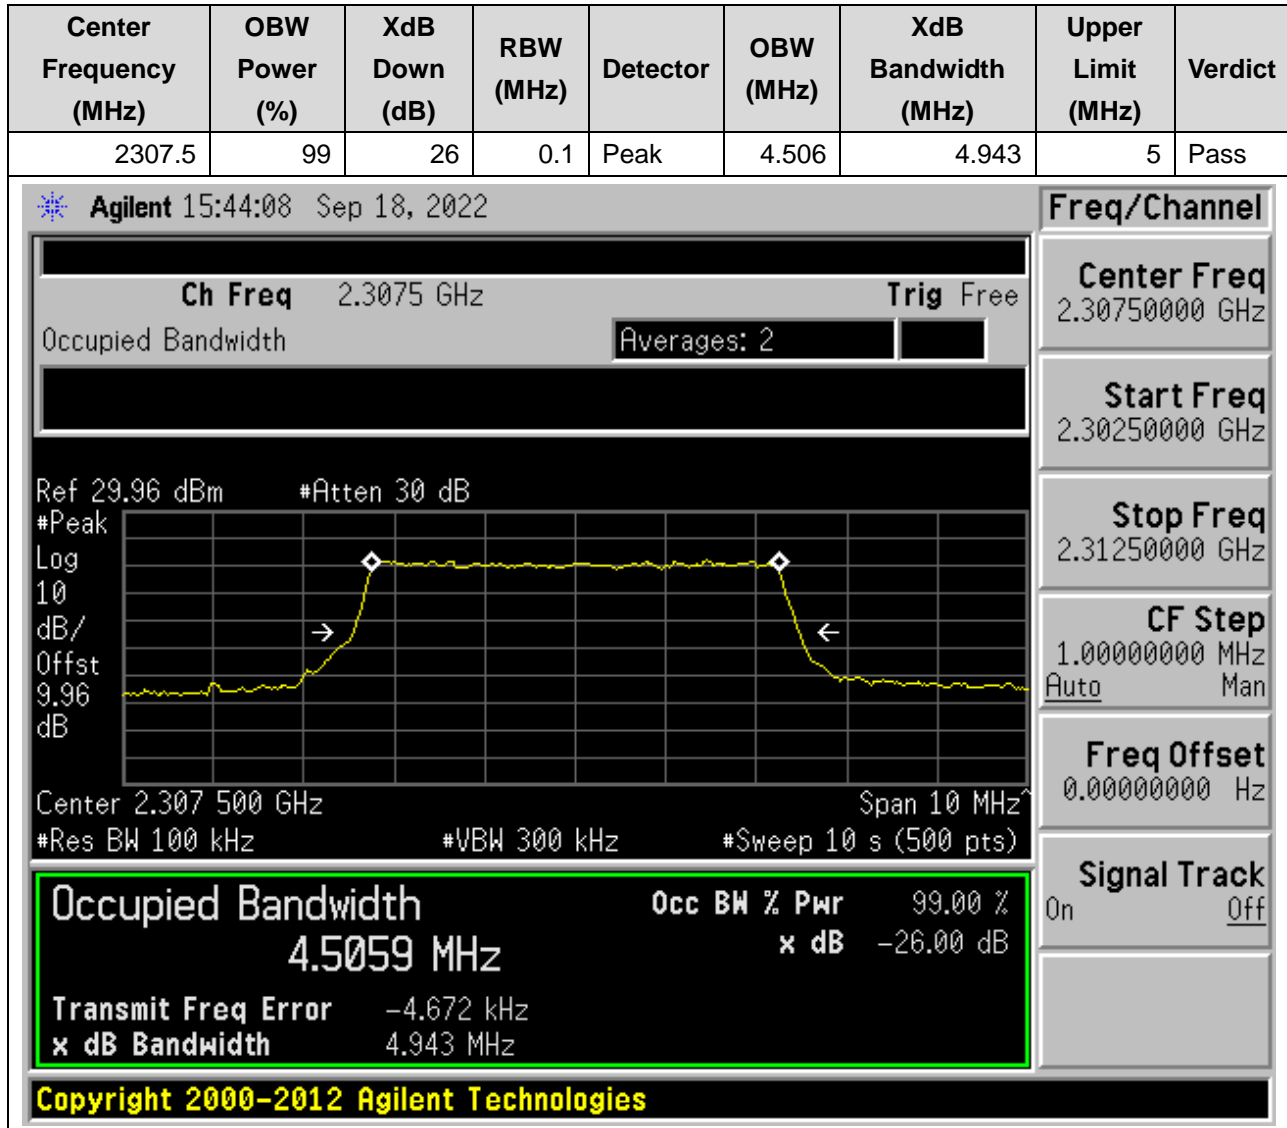 Center Frequency (MHz) OBW Power (%) XdB Down (dB) RBW (MHz) Detector OBW (MHz) XdB Bandwidth (MHz) Upper Limit (MHz) Verdict
2307.5 99 26 0.1 Peak 4.506 4.943 5 Pass
Agilent 15:44:08 Sep 18, 2022
Freq/Channel
Ch Freq 2.3075 GHz Trig Free
Occupied Bandwidth Averages: 2
Center Freq
2.30750000 GHz
Start Freq
2.30250000 GHz
Stop Freq
2.31250000 GHz
CF Step
1.00000000 MHz
Auto Man
Freq Offset
0.00000000 Hz
Signal Track
On Off
Ref 29.96 dBm #Atten 30 dB
#Peak
Log
10
dB/
Offst
9.96
dB
Center 2.307 500 GHz Span 10 MHz^
#Res BW 100 kHz #VBW 300 kHz #Sweep 10 s (500 pts)
Occupied Bandwidth Occ BW % Pwr 99.00 %
4.5059 MHz x dB -26.00 dB
Transmit Freq Error -4.672 kHz
x dB Bandwidth 4.943 MHz
Copyright 2000-2012 Agilent Technologies